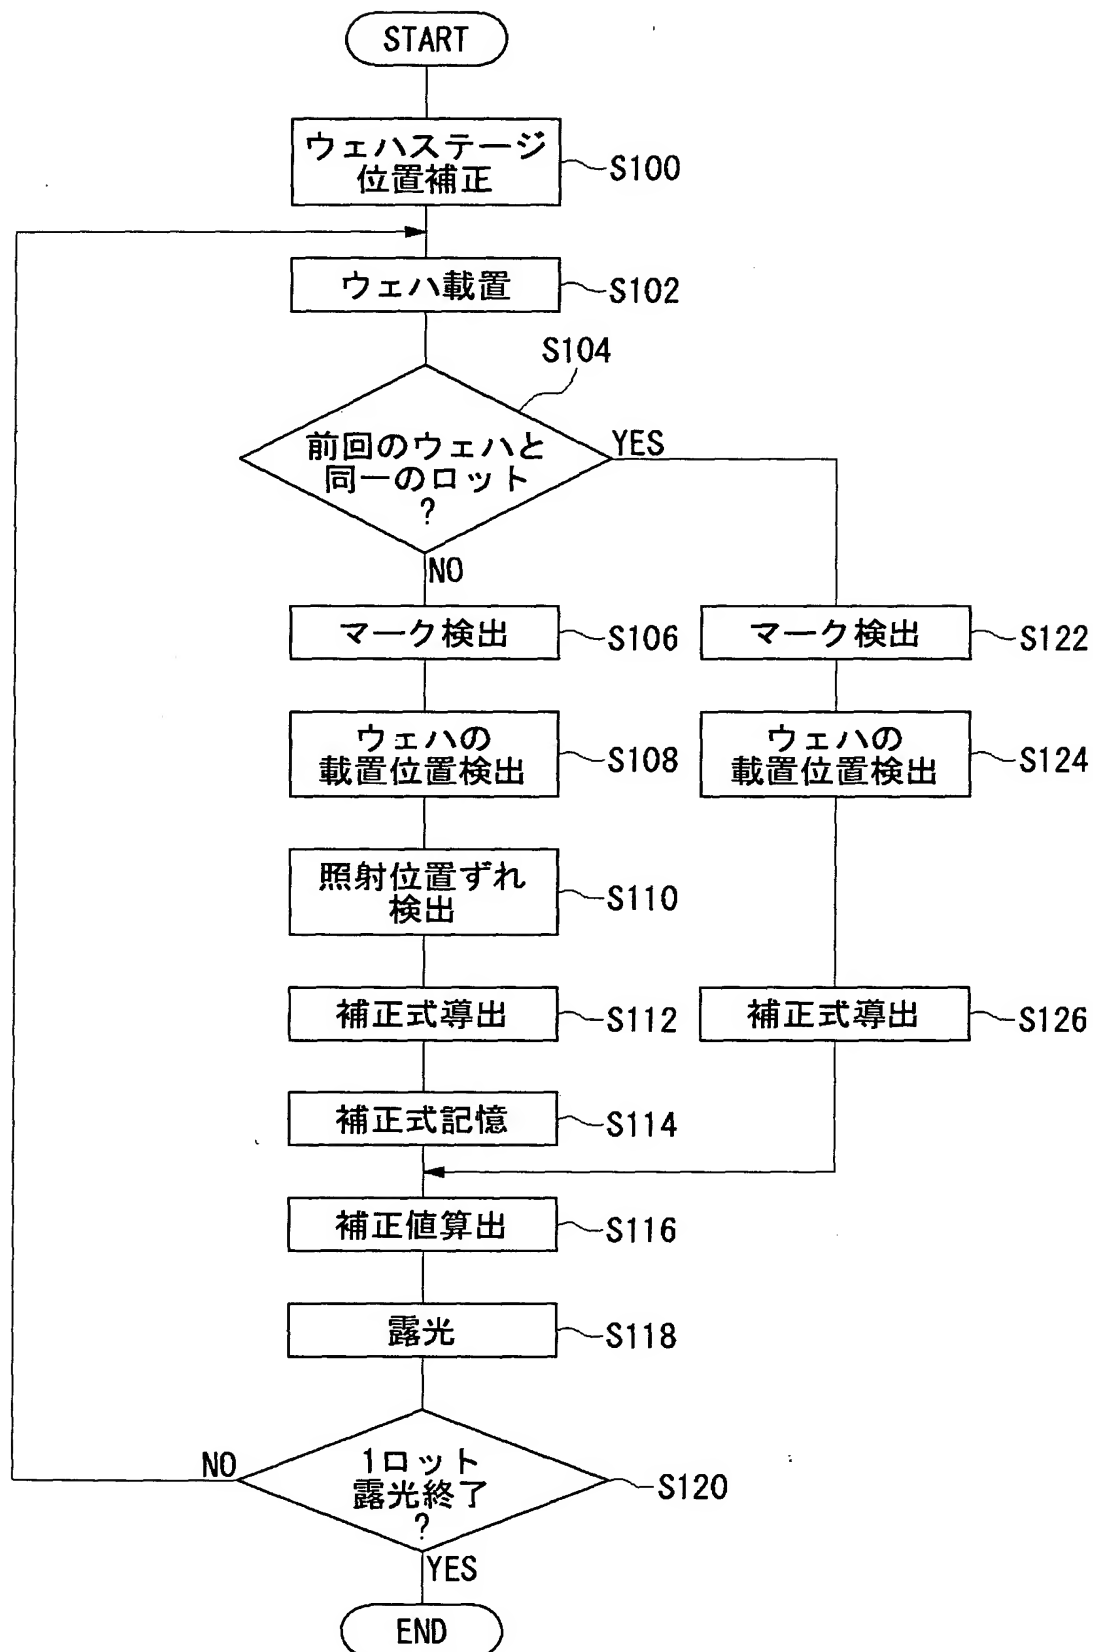 START
ウェハステージ
位置補正
S100
ウェハ載置
S102
S104
前回のウェハと
同一のロット
?
YES
NO
マーク検出
S106
マーク検出
S122
ウェハの
載置位置検出
S108
ウェハの
載置位置検出
S124
照射位置ずれ
検出
S110
補正式導出
S112
補正式導出
S126
補正式記憶
S114
補正値算出
S116
露光
S118
NO
1ロット
露光終了
?
S120
YES
END